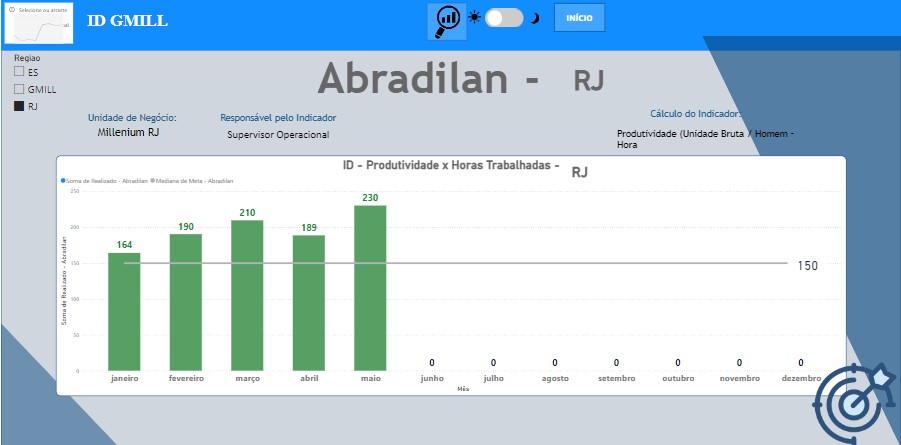 Selecione ou arraste
ID GMILL
INÍCIO
Regiao
ES
GMILL
RJ
Abradilan - RJ
Unidade de Negócio:
Millenium RJ
Responsável pelo Indicador
Supervisor Operacional
Cálculo do Indicador:
Produtividade (Unidade Bruta / Homem -
Hora
ID - Produtividade x Horas Trabalhadas - RJ
Soma de Realizado - Abradilan Mediana de Meta - Abradilan
Soma de Realizado - Abradilan
250
200
150
100
50
0
164 190 210 189 230 0 0 0 0 0 0 0
150
janeiro fevereiro março abril maio junho julho agosto setembro outubro novembro dezembro
Mês